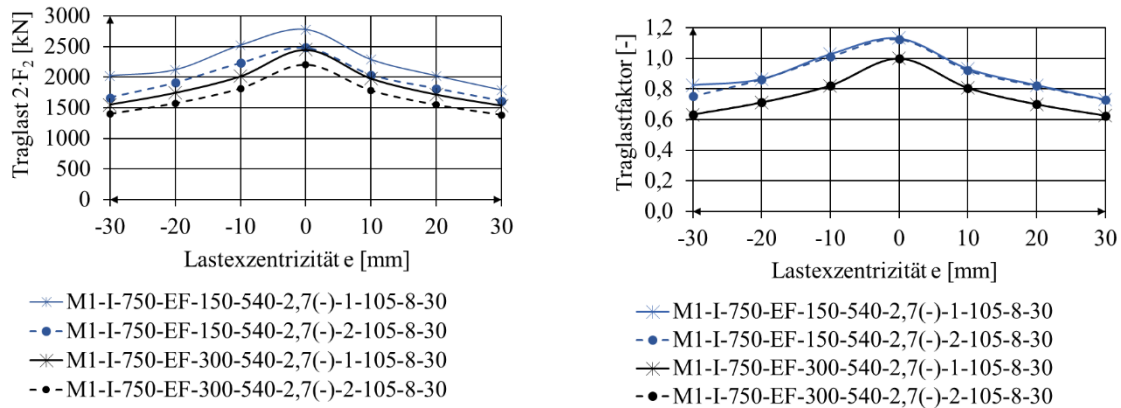 3000
2500
2000
1500
1000
500
0
Traglast 2·F₂ [kN]
-30 -20 -10 0 10 20 30
Lastexzentrizität e [mm]
M1-I-750-EF-150-540-2,7(-)-1-105-8-30
M1-I-750-EF-150-540-2,7(-)-2-105-8-30
M1-I-750-EF-300-540-2,7(-)-1-105-8-30
M1-I-750-EF-300-540-2,7(-)-2-105-8-30
1,2
1,0
0,8
0,6
0,4
0,2
0,0
Traglastfaktor [-]
-30 -20 -10 0 10 20 30
Lastexzentrizität e [mm]
M1-I-750-EF-150-540-2,7(-)-1-105-8-30
M1-I-750-EF-150-540-2,7(-)-2-105-8-30
M1-I-750-EF-300-540-2,7(-)-1-105-8-30
M1-I-750-EF-300-540-2,7(-)-2-105-8-30